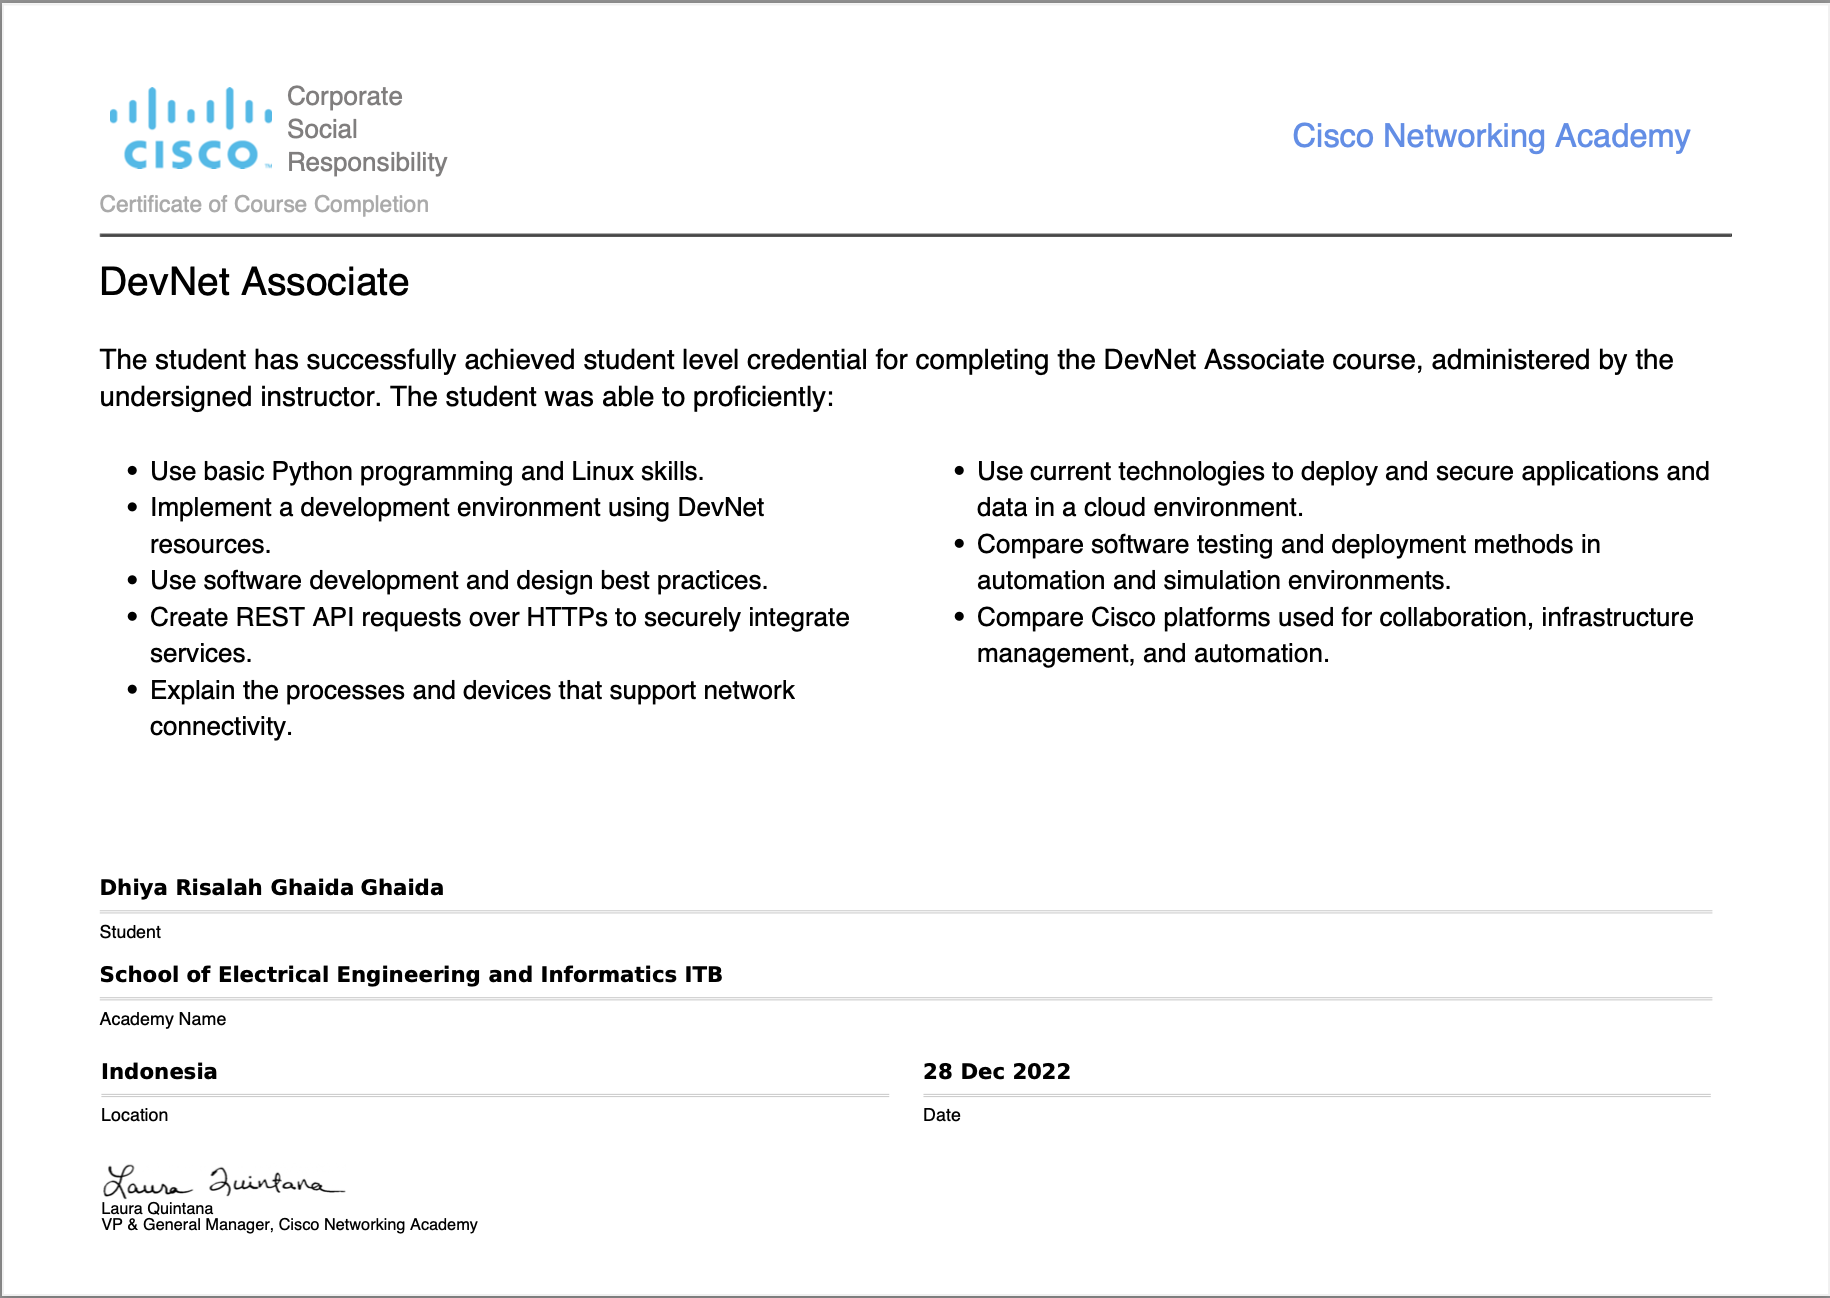 CISCO™
Corporate
Social
Responsibility
Cisco Networking Academy
Certificate of Course Completion
DevNet Associate
The student has successfully achieved student level credential for completing the DevNet Associate course, administered by the
undersigned instructor. The student was able to proficiently:
• Use basic Python programming and Linux skills.
• Implement a development environment using DevNet
resources.
• Use software development and design best practices.
• Create REST API requests over HTTPs to securely integrate
services.
• Explain the processes and devices that support network
connectivity.
• Use current technologies to deploy and secure applications and
data in a cloud environment.
• Compare software testing and deployment methods in
automation and simulation environments.
• Compare Cisco platforms used for collaboration, infrastructure
management, and automation.
Dhiya Risalah Ghaida Ghaida
Student
School of Electrical Engineering and Informatics ITB
Academy Name
Indonesia
Location
28 Dec 2022
Date
Laura Quintana
Laura Quintana
VP & General Manager, Cisco Networking Academy